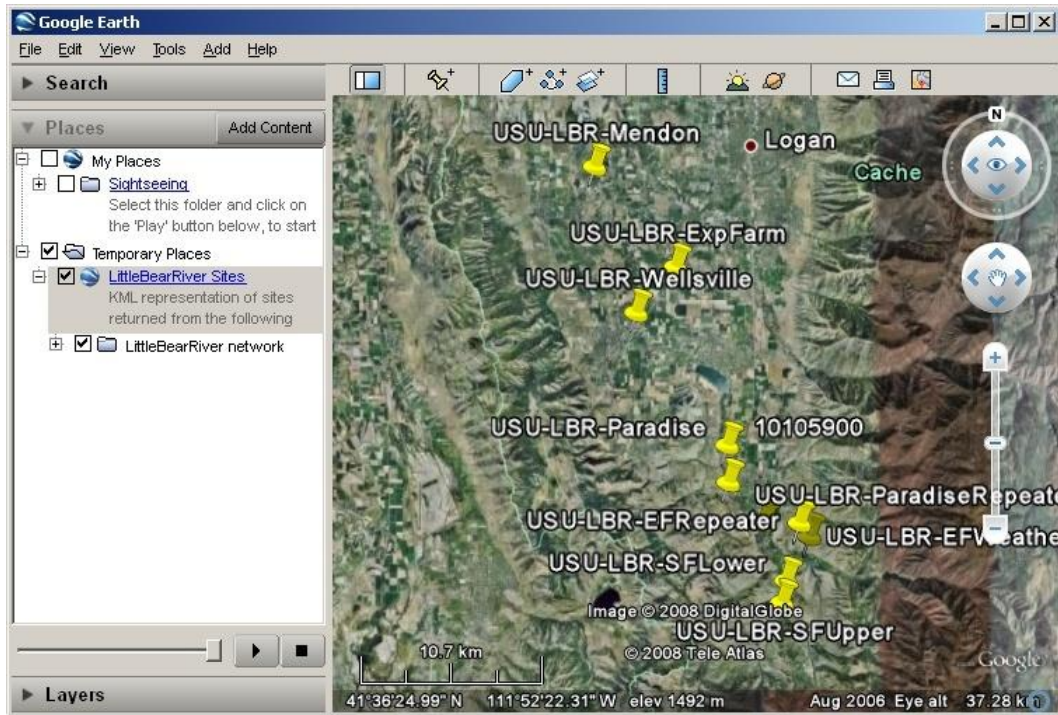 Google Earth
File Edit View Tools Add Help
Search
Places
Add Content
My Places
Sightseeing
Select this folder and click on
the 'Play' button below, to start
Temporary Places
LittleBearRiver Sites
KML representation of sites
returned from the following
LittleBearRiver network
Layers
N
USU-LBR-Mendon
Logan
Cache
USU-LBR-ExpFarm
USU-LBR-Wellsville
USU-LBR-Paradise
10105900
USU-LBR-ParadiseRepeate
USU-LBR-EFRepeater
USU-LBR-EFWeathe
USU-LBR-SFLower
Image © 2008 DigitalGlobe
USU-LBR-SFUpper
© 2008 Tele Atlas
10.7 km
Google
41°36'24.99" N 111°52'22.31" W elev 1492 m Aug 2006 Eye alt 37.28 km